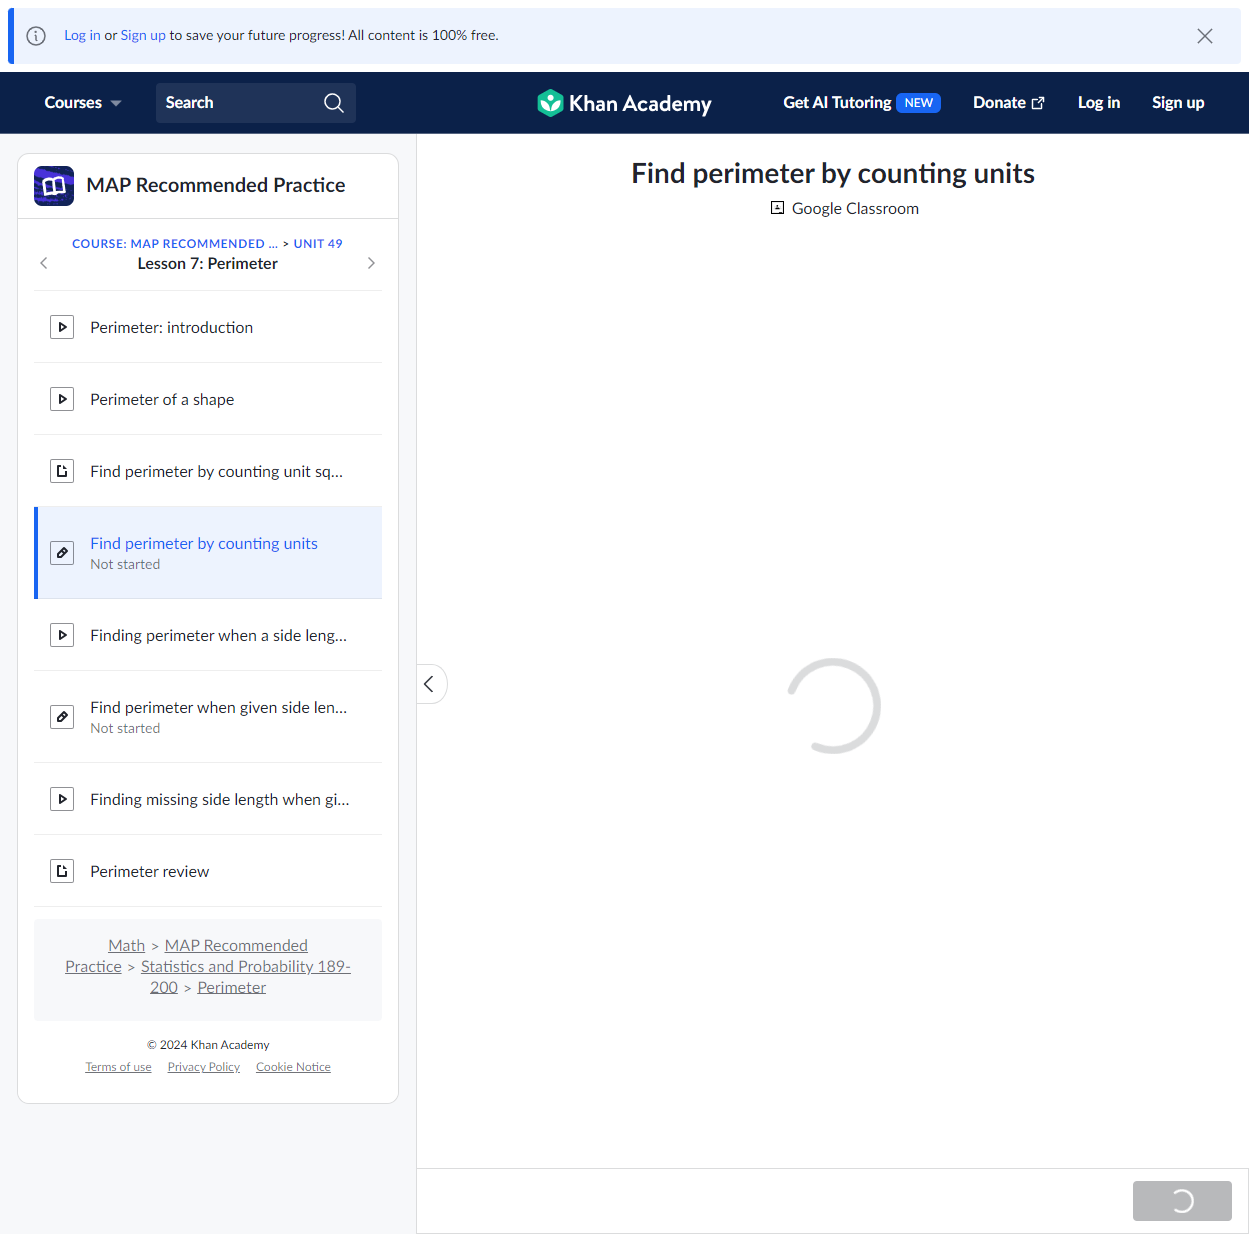 Log in or Sign up to save your future progress! All content is 100% free.
Courses
Search
Khan Academy
Get AI Tutoring NEW
Donate
Log in
Sign up
MAP Recommended Practice
COURSE: MAP RECOMMENDED ... > UNIT 49
Lesson 7: Perimeter
Perimeter: introduction
Perimeter of a shape
Find perimeter by counting unit sq...
Find perimeter by counting units
Not started
Finding perimeter when a side leng...
Find perimeter when given side len...
Not started
Finding missing side length when gi...
Perimeter review
Math > MAP Recommended
Practice > Statistics and Probability 189-
200 > Perimeter
© 2024 Khan Academy
Terms of use Privacy Policy Cookie Notice
Find perimeter by counting units
Google Classroom